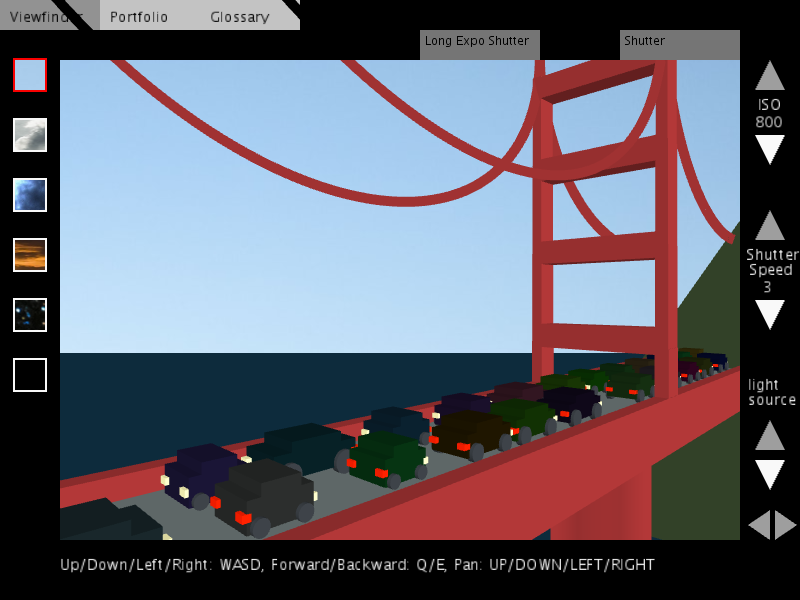 Viewfinder Portfolio Glossary
Long Expo Shutter Shutter
ISO
800
Shutter
Speed
3
light
source
Up/Down/Left/Right: WASD, Forward/Backward: Q/E, Pan: UP/DOWN/LEFT/RIGHT